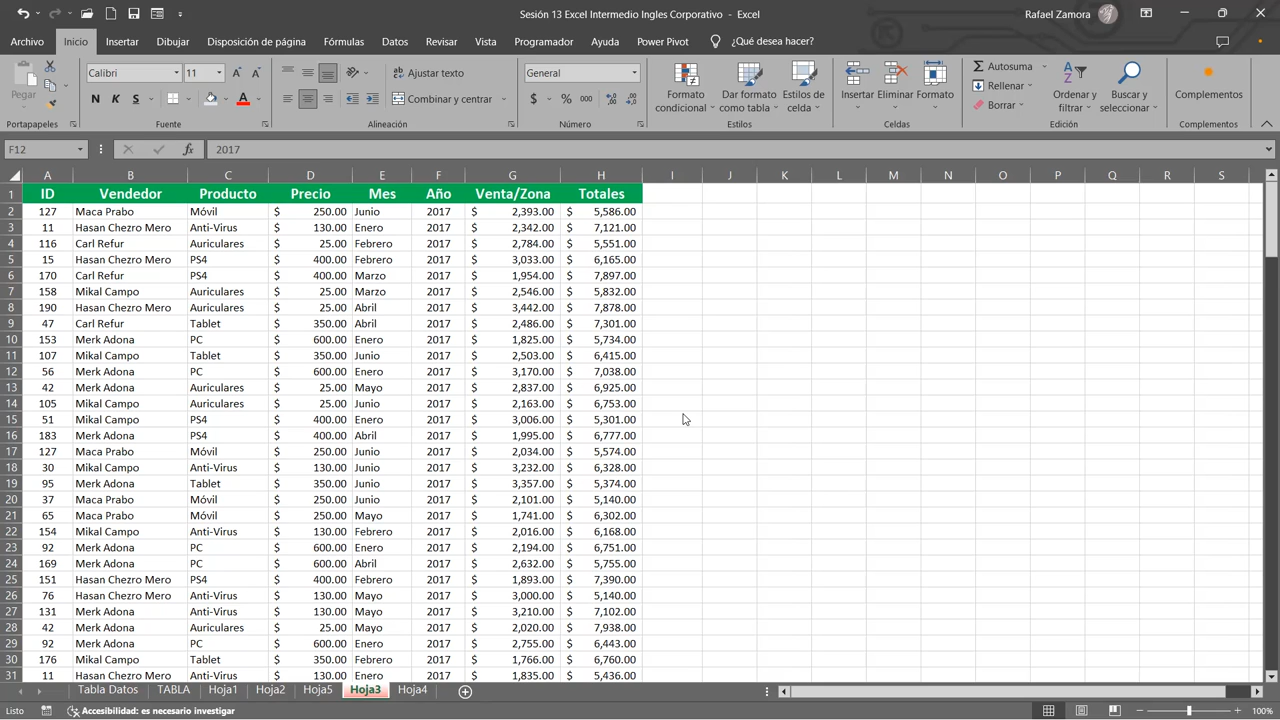 Sesión 13 Excel Intermedio Ingles Corporativo - Excel
Rafael Zamora
Archivo Inicio Insertar Dibujar Disposición de página Fórmulas Datos Revisar Vista Programador Ayuda Power Pivot ¿Qué desea hacer?
Pegar
Calibri 11
N K S
Ajustar texto
Combinar y centrar
General
$ % 000
Formato condicional
Dar formato como tabla
Estilos de celda
Insertar Eliminar Formato
Autosuma
Rellenar
Borrar
Ordenar y filtrar
Buscar y seleccionar
Complementos
Portapapeles Fuente Alineación Número Estilos Celdas Edición Complementos
F12 fx 2017
A B C D E F G H I J K L M N O P Q R S
1 ID Vendedor Producto Precio Mes Año Venta/Zona Totales
2 127 Maca Prabo Móvil $ 250.00 Junio 2017 $ 2,393.00 $ 5,586.00
3 11 Hasan Chezro Mero Anti-Virus $ 130.00 Enero 2017 $ 2,342.00 $ 7,121.00
4 116 Carl Refur Auriculares $ 25.00 Febrero 2017 $ 2,784.00 $ 5,551.00
5 15 Hasan Chezro Mero PS4 $ 400.00 Febrero 2017 $ 3,033.00 $ 6,165.00
6 170 Carl Refur PS4 $ 400.00 Marzo 2017 $ 1,954.00 $ 7,897.00
7 158 Mikal Campo Auriculares $ 25.00 Marzo 2017 $ 2,546.00 $ 5,832.00
8 190 Hasan Chezro Mero Auriculares $ 25.00 Abril 2017 $ 3,442.00 $ 7,878.00
9 47 Carl Refur Tablet $ 350.00 Abril 2017 $ 2,486.00 $ 7,301.00
10 153 Merk Adona PC $ 600.00 Enero 2017 $ 1,825.00 $ 5,734.00
11 107 Mikal Campo Tablet $ 350.00 Junio 2017 $ 2,503.00 $ 6,415.00
12 56 Merk Adona PC $ 600.00 Enero 2017 $ 3,170.00 $ 7,038.00
13 42 Merk Adona Auriculares $ 25.00 Mayo 2017 $ 2,837.00 $ 6,925.00
14 105 Mikal Campo Auriculares $ 25.00 Junio 2017 $ 2,163.00 $ 6,753.00
15 51 Mikal Campo PS4 $ 400.00 Enero 2017 $ 3,006.00 $ 5,301.00
16 183 Merk Adona PS4 $ 400.00 Abril 2017 $ 1,995.00 $ 6,777.00
17 127 Maca Prabo Móvil $ 250.00 Junio 2017 $ 2,034.00 $ 5,574.00
18 30 Mikal Campo Anti-Virus $ 130.00 Junio 2017 $ 3,232.00 $ 6,328.00
19 95 Merk Adona Tablet $ 350.00 Junio 2017 $ 3,357.00 $ 5,374.00
20 37 Maca Prabo Móvil $ 250.00 Junio 2017 $ 2,101.00 $ 5,140.00
21 65 Maca Prabo Móvil $ 250.00 Mayo 2017 $ 1,741.00 $ 6,302.00
22 154 Mikal Campo Anti-Virus $ 130.00 Febrero 2017 $ 2,016.00 $ 6,168.00
23 92 Merk Adona PC $ 600.00 Enero 2017 $ 2,194.00 $ 6,751.00
24 169 Merk Adona PC $ 600.00 Abril 2017 $ 2,632.00 $ 5,755.00
25 151 Hasan Chezro Mero PS4 $ 400.00 Febrero 2017 $ 1,893.00 $ 7,390.00
26 76 Hasan Chezro Mero Anti-Virus $ 130.00 Mayo 2017 $ 3,000.00 $ 5,140.00
27 131 Merk Adona Anti-Virus $ 130.00 Mayo 2017 $ 3,210.00 $ 7,102.00
28 42 Merk Adona Auriculares $ 25.00 Mayo 2017 $ 2,020.00 $ 7,938.00
29 92 Merk Adona PC $ 600.00 Enero 2017 $ 2,755.00 $ 6,443.00
30 176 Mikal Campo Tablet $ 350.00 Febrero 2017 $ 1,766.00 $ 6,760.00
31 11 Hasan Chezro Mero Anti-Virus $ 130.00 Enero 2017 $ 1,835.00 $ 5,436.00
Tabla Datos TABLA Hoja1 Hoja2 Hoja5 Hoja3 Hoja4
Listo Accesibilidad: es necesario investigar 100%